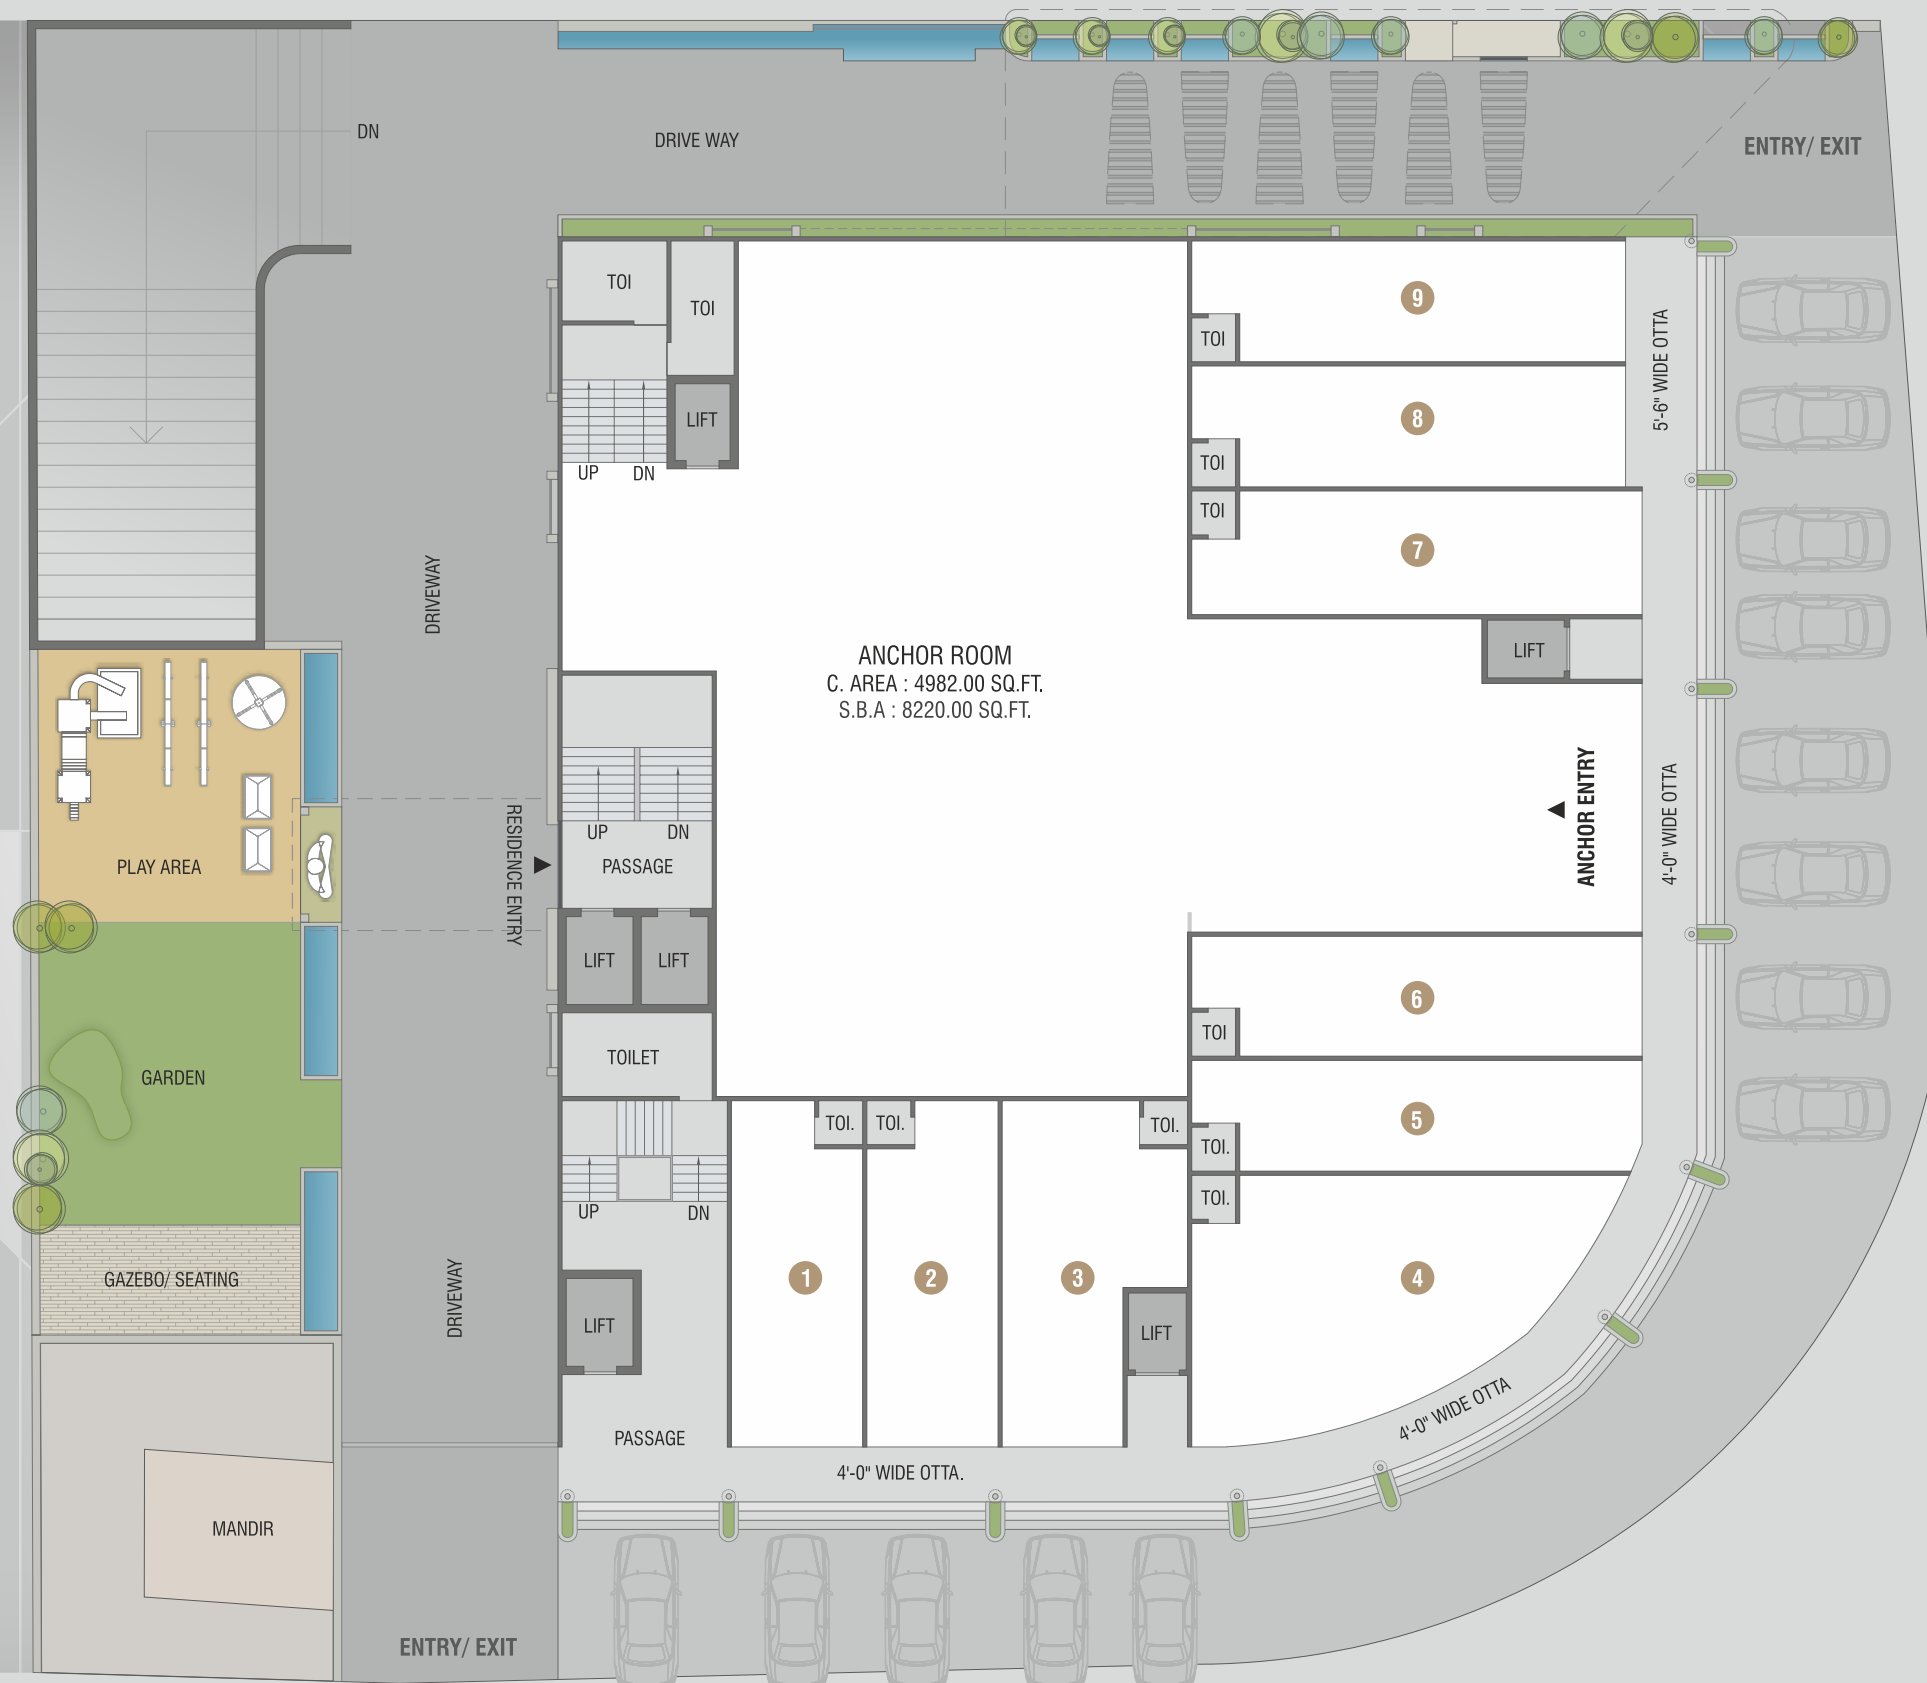 DN
DRIVE WAY
ENTRY/ EXIT
TOI
TOI
9
TOI
5'-6" WIDE OTTA
LIFT
8
UP
DN
TOI
TOI
7
DRIVEWAY
LIFT
ANCHOR ROOM
C. AREA : 4982.00 SQ.FT.
S.B.A : 8220.00 SQ.FT.
ANCHOR ENTRY
4'-0" WIDE OTTA
UP
DN
PASSAGE
RESIDENCE ENTRY
PLAY AREA
LIFT
LIFT
6
TOI
TOILET
GARDEN
TOI.
TOI.
TOI.
5
TOI.
TOI.
UP
DN
GAZEBO/ SEATING
1
2
3
4
DRIVEWAY
LIFT
LIFT
4'-0" WIDE OTTA
PASSAGE
4'-0" WIDE OTTA.
MANDIR
ENTRY/ EXIT